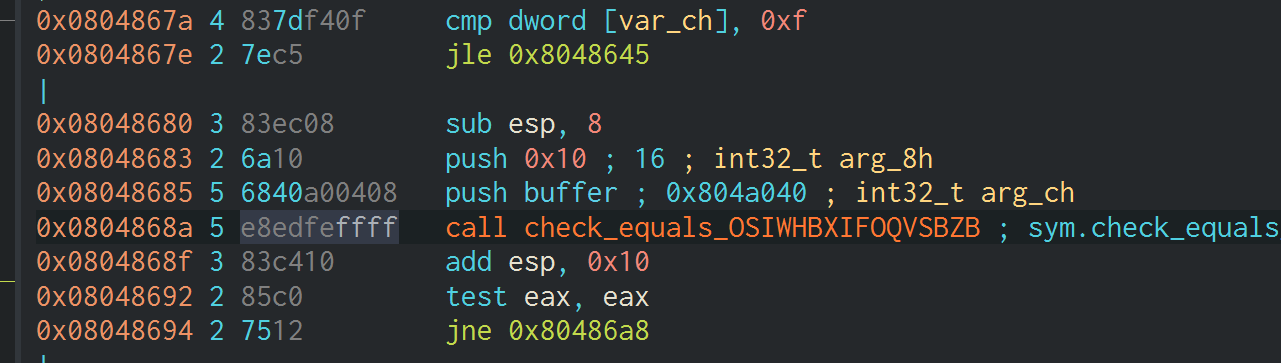 0x0804867a 4 837df40f cmp dword [var_ch], 0xf
0x0804867e 2 7ec5 jle 0x8048645
|
0x08048680 3 83ec08 sub esp, 8
0x08048683 2 6a10 push 0x10 ; 16 ; int32_t arg_8h
0x08048685 5 6840a00408 push buffer ; 0x804a040 ; int32_t arg_ch
0x0804868a 5 e8edfeffff call check_equals_OSIWHBXIFOQVSBZB ; sym.check_equals
0x0804868f 3 83c410 add esp, 0x10
0x08048692 2 85c0 test eax, eax
0x08048694 2 7512 jne 0x80486a8